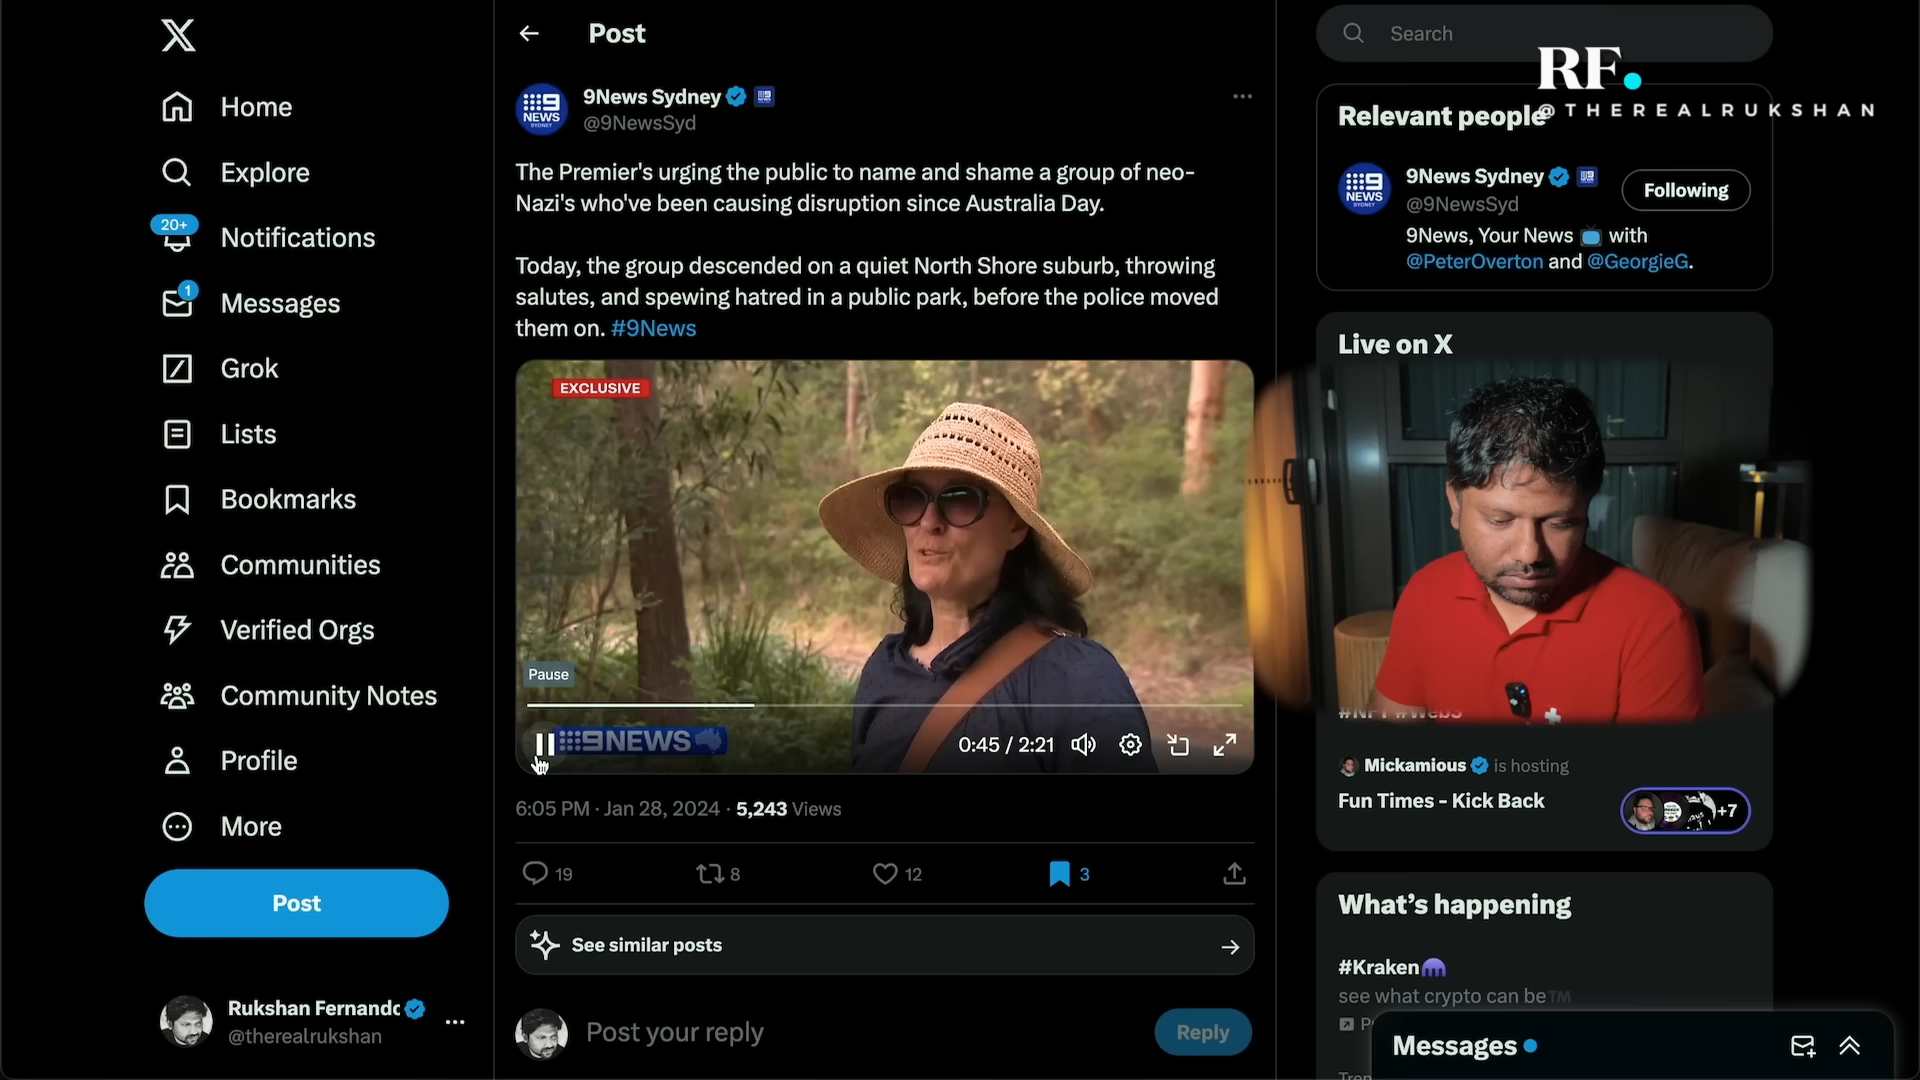 Home
Explore
20+
Notifications
1
Messages
Grok
Lists
Bookmarks
Communities
Verified Orgs
Community Notes
Profile
More
Post
Rukshan Fernando
@therealrukshan
Post
9News Sydney
@9NewsSyd
The Premier's urging the public to name and shame a group of neo-
Nazi's who've been causing disruption since Australia Day.
Today, the group descended on a quiet North Shore suburb, throwing
salutes, and spewing hatred in a public park, before the police moved
them on. #9News
EXCLUSIVE
Pause
9NEWS
0:45 / 2:21
6:05 PM · Jan 28, 2024 · 5,243 Views
19
8
12
3
See similar posts
Post your reply
Reply
Search
RF.
@THEREALRUKSHAN
Relevant people
9News Sydney
@9NewsSyd
Following
9News, Your News 📺 with
@PeterOverton and @GeorgieG.
Live on X
#NFT #Web3
Mickamious is hosting
Fun Times - Kick Back
+7
What's happening
#Kraken
see what crypto can be™
Messages